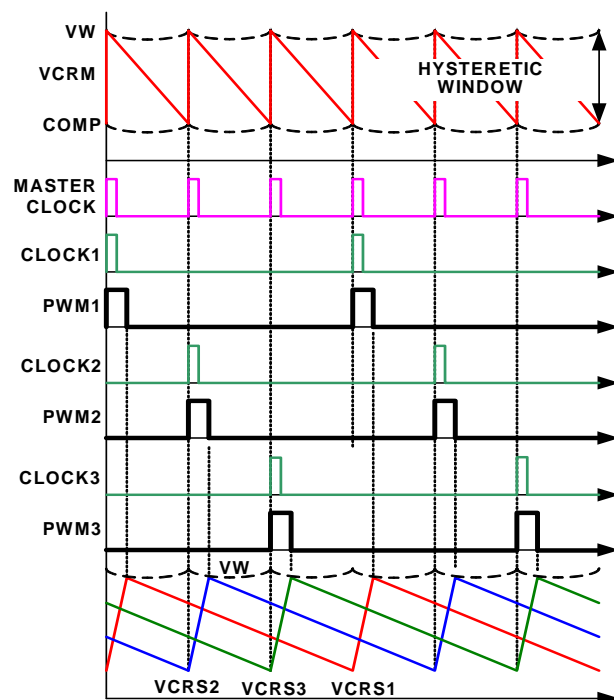 VW
VCRM
HYSTERETIC
WINDOW
COMP
MASTER
CLOCK
CLOCK1
PWM1
CLOCK2
PWM2
CLOCK3
PWM3
VW
VCRS2 VCRS3 VCRS1